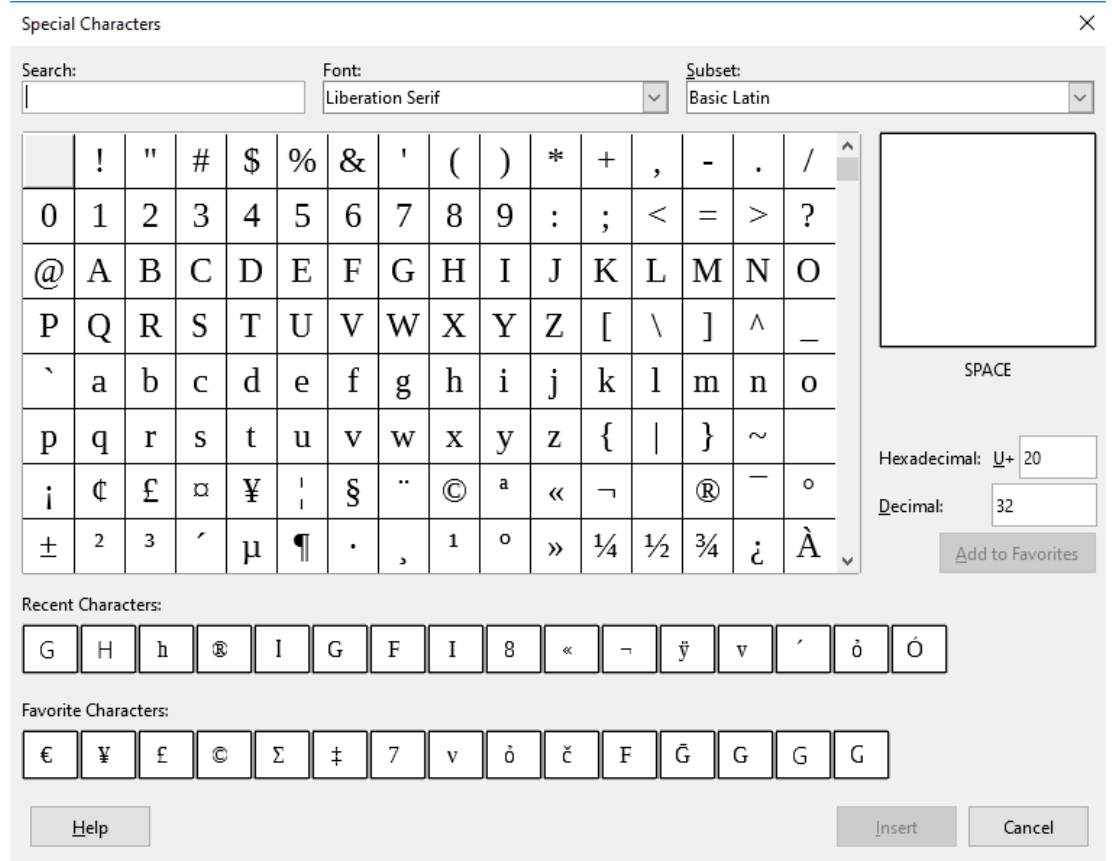 Special Characters
Search: Font: Subset:
Liberation Serif Basic Latin
! " # $ % & ' ( ) * + , - . /
0 1 2 3 4 5 6 7 8 9 : ; < = > ?
@ A B C D E F G H I J K L M N O
P Q R S T U V W X Y Z [ \ ] ^ _
` a b c d e f g h i j k l m n o
p q r s t u v w x y z { | } ~
¡ ¢ £ ¤ ¥ ¦ § ¨ © ª « ¬ ® ¯ °
± ² ³ ´ µ ¶ · ¸ ¹ º » ¼ ½ ¾ ¿ À
SPACE
Hexadecimal: U+ 20
Decimal: 32
Add to Favorites
Recent Characters:
G H h ® I G F I 8 « ¬ ÿ v ´ ỏ Ó
Favorite Characters:
€ ¥ £ © Σ ‡ 7 v ỏ č F Ḡ G G G
Help Insert Cancel